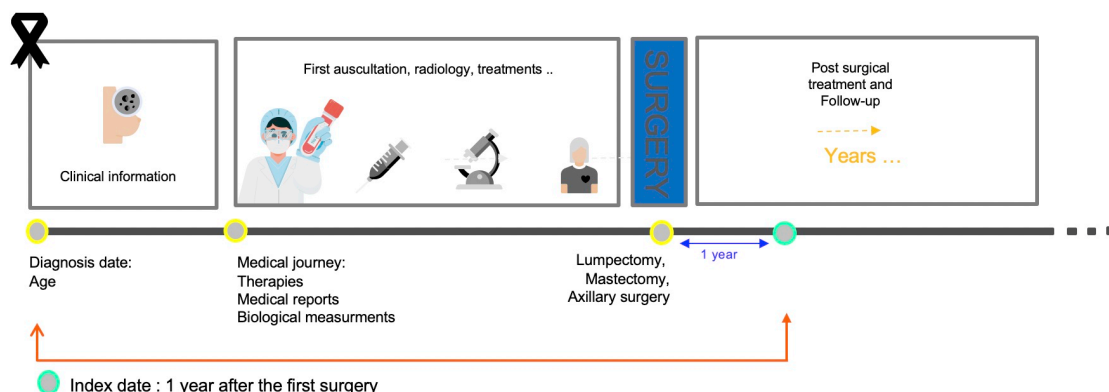 First auscultation, radiology, treatments ..
SURGERY
Post surgical
treatment and
Follow-up
Years ...
Clinical information
Diagnosis date:
Age
Medical journey:
Therapies
Medical reports
Biological measurments
Lumpectomy,
Mastectomy,
Axillary surgery
1 year
Index date : 1 year after the first surgery